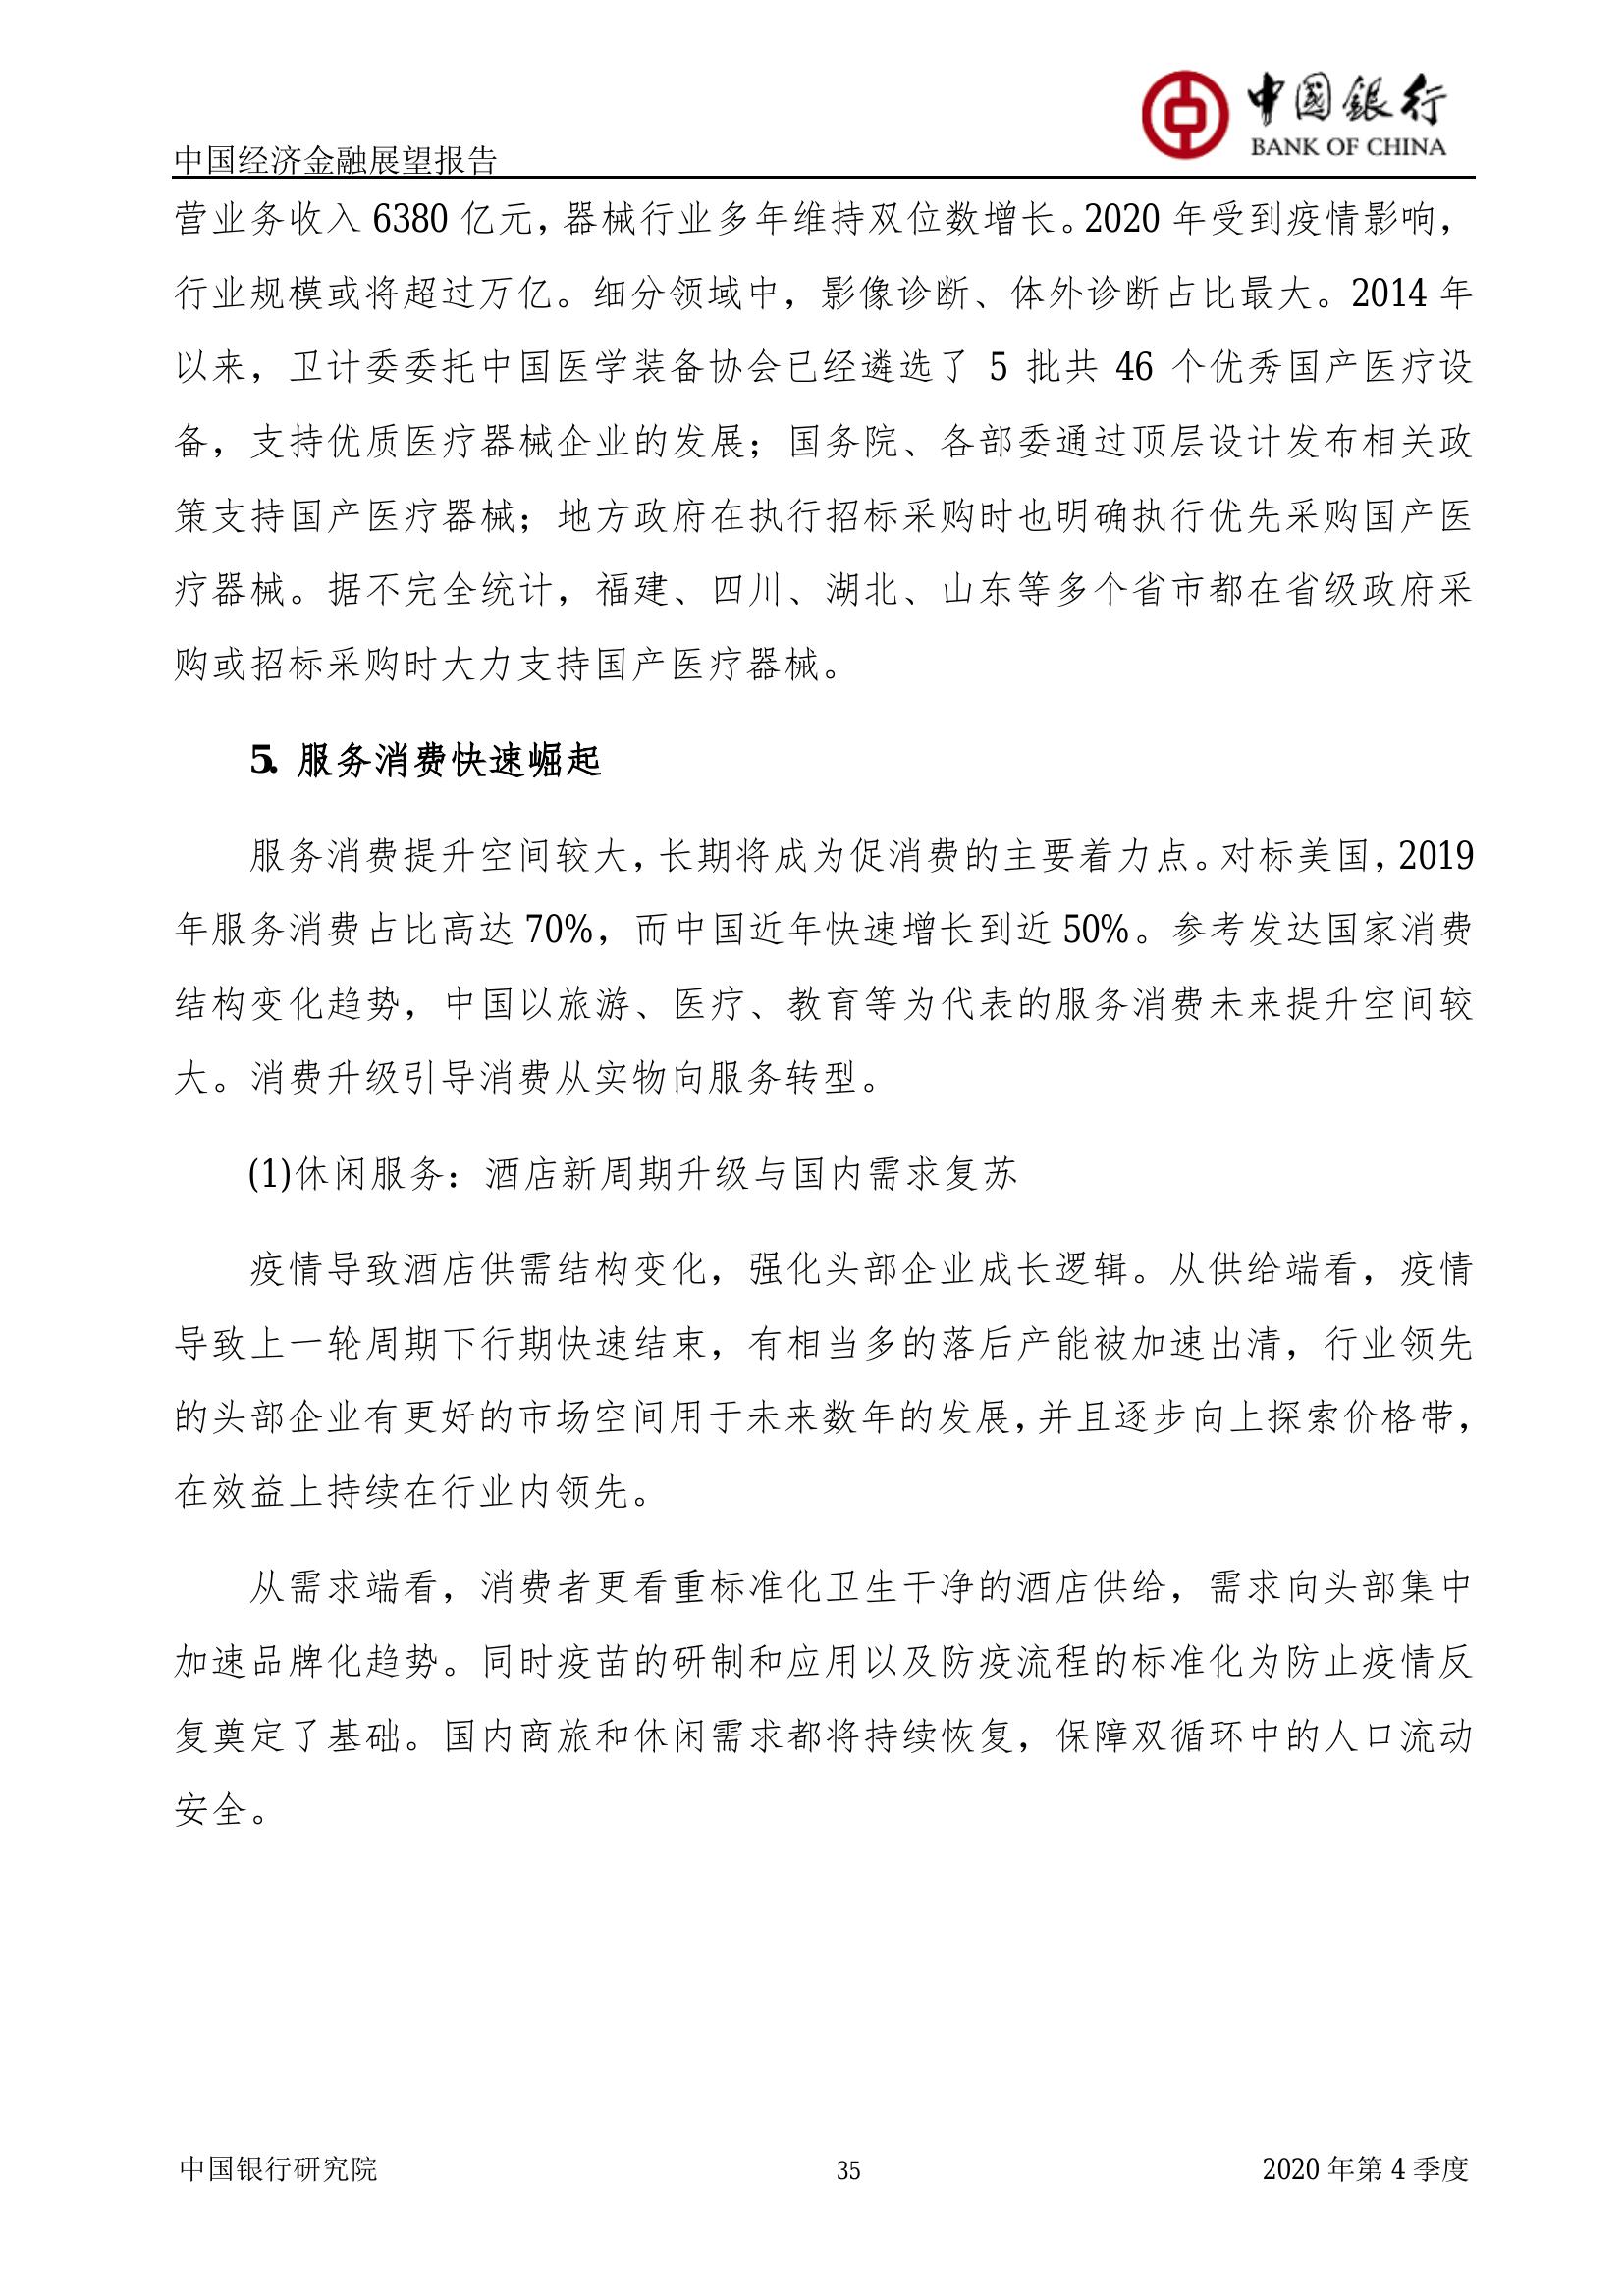 中国银行
BANK OF CHINA
中国经济金融展望报告
营业务收入 6380 亿元，器械行业多年维持双位数增长。2020 年受到疫情影响，
行业规模或将超过万亿。细分领域中，影像诊断、体外诊断占比最大。2014 年
以来，卫计委委托中国医学装备协会已经遴选了 5 批共 46 个优秀国产医疗设
备，支持优质医疗器械企业的发展；国务院、各部委通过顶层设计发布相关政
策支持国产医疗器械；地方政府在执行招标采购时也明确执行优先采购国产医
疗器械。据不完全统计，福建、四川、湖北、山东等多个省市都在省级政府采
购或招标采购时大力支持国产医疗器械。
5. 服务消费快速崛起
服务消费提升空间较大，长期将成为促消费的主要着力点。对标美国，2019
年服务消费占比高达 70%，而中国近年快速增长到近 50%。参考发达国家消费
结构变化趋势，中国以旅游、医疗、教育等为代表的服务消费未来提升空间较
大。消费升级引导消费从实物向服务转型。
(1)休闲服务：酒店新周期升级与国内需求复苏
疫情导致酒店供需结构变化，强化头部企业成长逻辑。从供给端看，疫情
导致上一轮周期下行期快速结束，有相当多的落后产能被加速出清，行业领先
的头部企业有更好的市场空间用于未来数年的发展，并且逐步向上探索价格带，
在效益上持续在行业内领先。
从需求端看，消费者更看重标准化卫生干净的酒店供给，需求向头部集中
加速品牌化趋势。同时疫苗的研制和应用以及防疫流程的标准化为防止疫情反
复奠定了基础。国内商旅和休闲需求都将持续恢复，保障双循环中的人口流动
安全。
中国银行研究院 35 2020 年第 4 季度